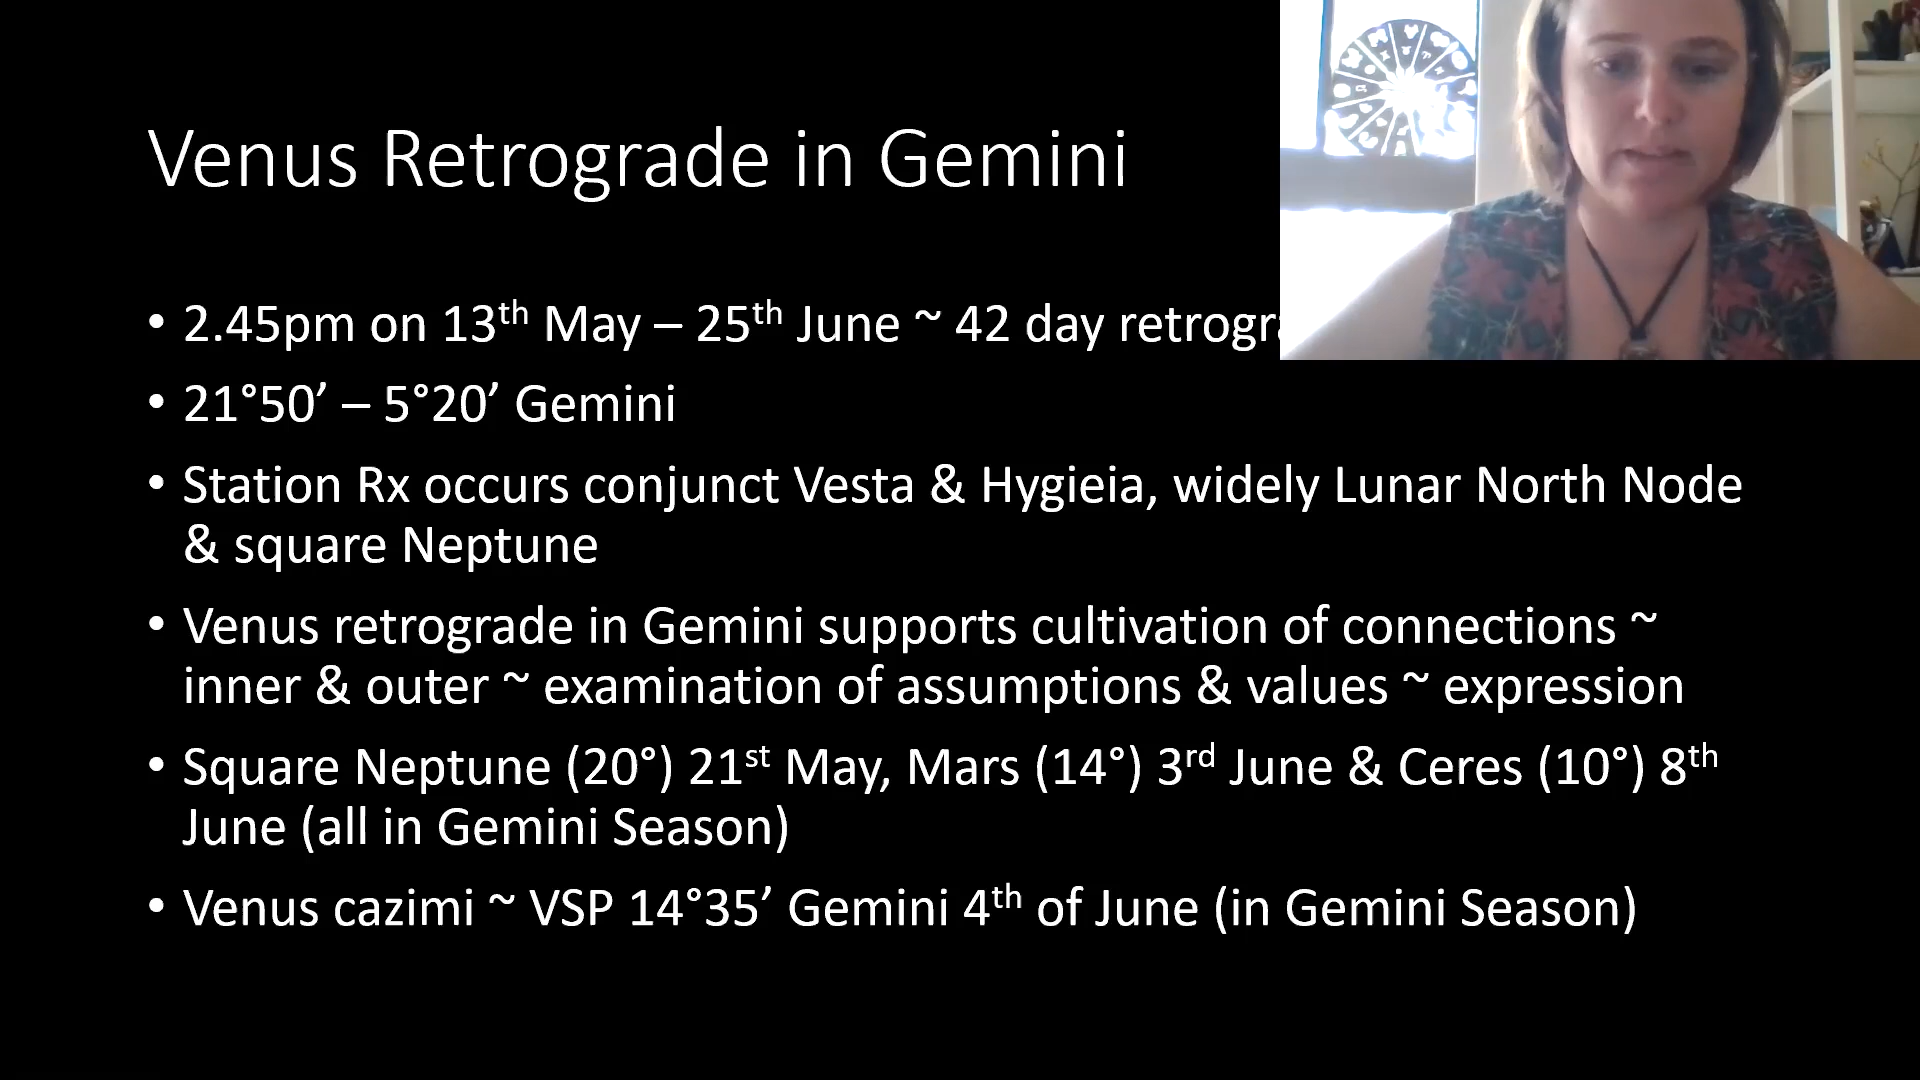 Venus Retrograde in Gemini
• 2.45pm on 13th May – 25th June ~ 42 day
• 21°50’ – 5°20’ Gemini
• Station Rx occurs conjunct Vesta & Hygieia, widely Lunar North Node
& square Neptune
• Venus retrograde in Gemini supports cultivation of connections ~
inner & outer ~ examination of assumptions & values ~ expression
• Square Neptune (20°) 21st May, Mars (14°) 3rd June & Ceres (10°) 8th
June (all in Gemini Season)
• Venus cazimi ~ VSP 14°35’ Gemini 4th of June (in Gemini Season)